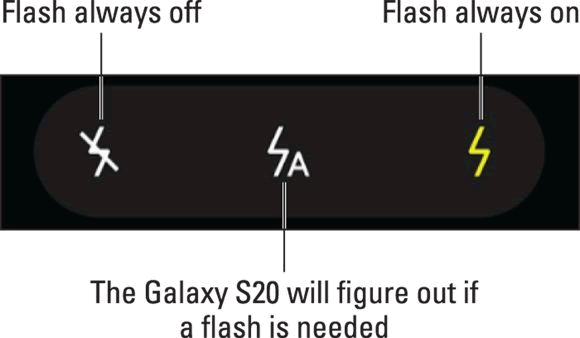 Flash always off
Flash always on
A
The Galaxy S20 will figure out if
a flash is needed